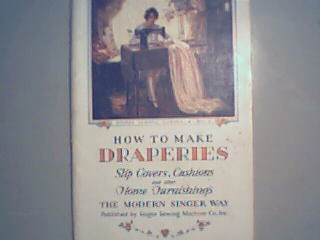 HOW TO MAKE
DRAPERIES
Slip Covers, Cushions
and other
Home Furnishings
THE MODERN SINGER WAY
Published by Singer Sewing Machine Co., Inc.